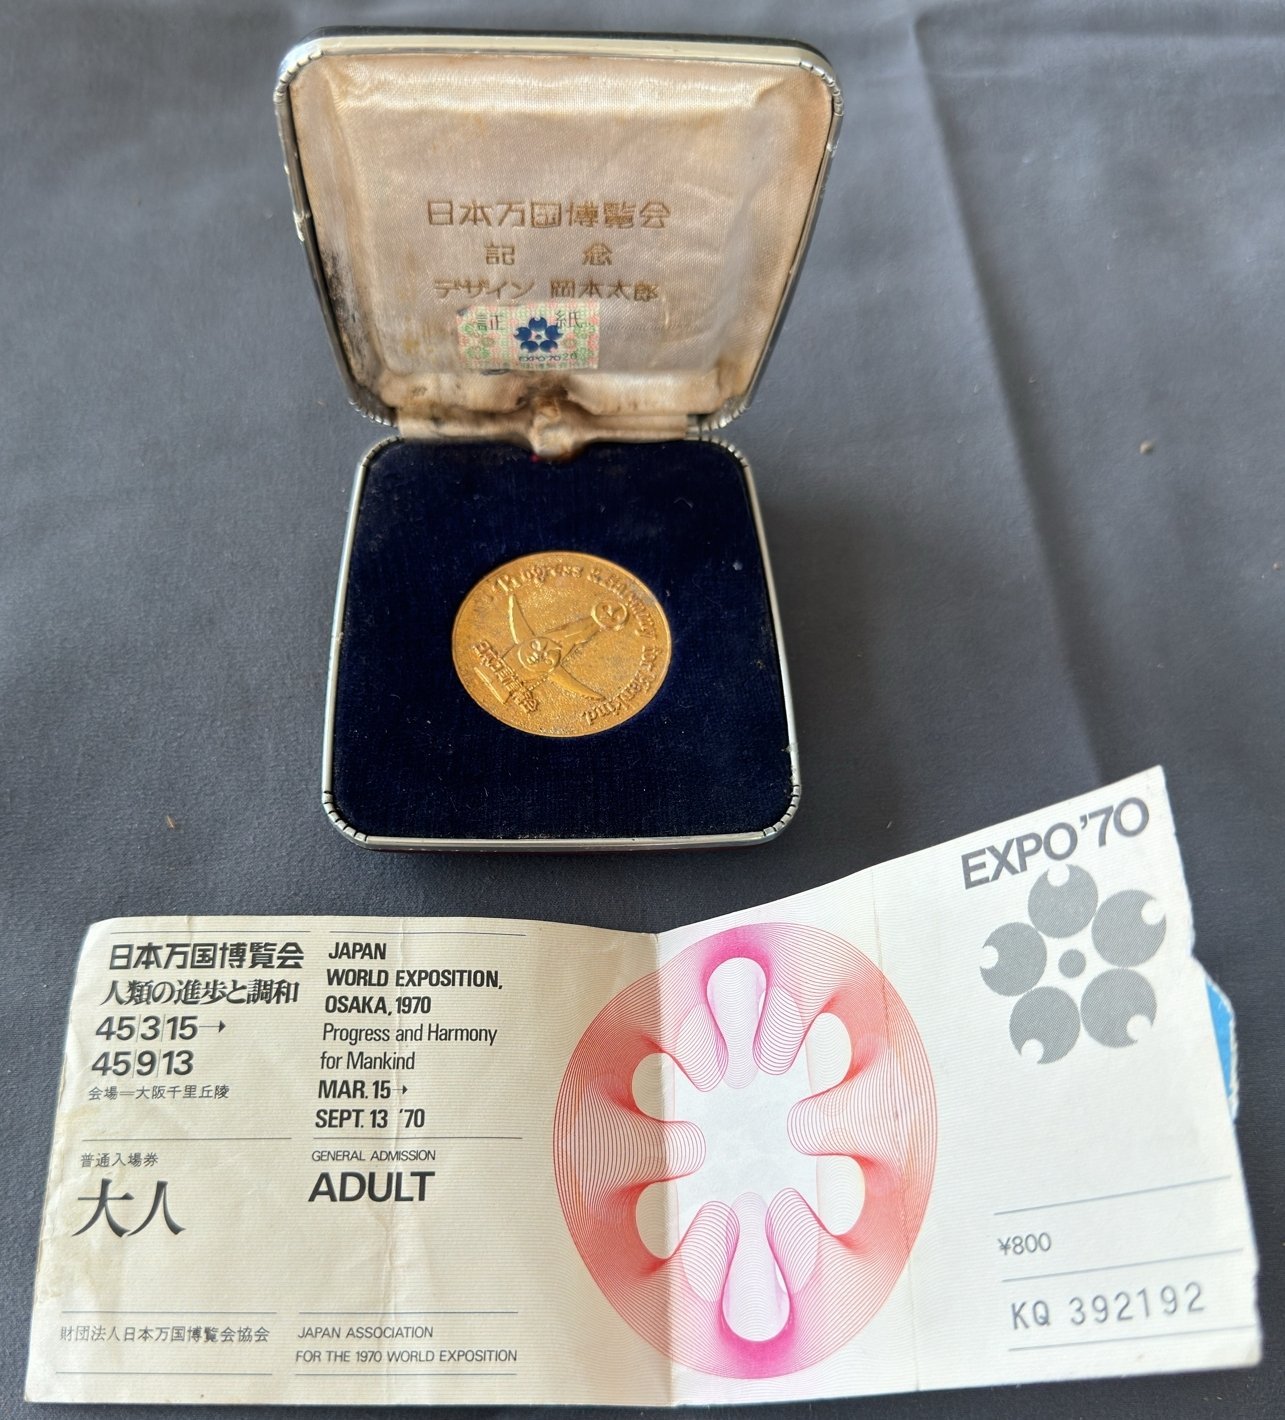 日本万国博覧会
記 念
デザイン 岡本太郎
証 紙
EXPO'70
Progress & Harmony for Mankind.
EXPO'70
日本万国博覧会
人類の進歩と調和
45 3 15→
45 9 13
会場=大阪千里丘陵
普通入場券
大人
財団法人日本万国博覧会協会
JAPAN
WORLD EXPOSITION,
OSAKA, 1970
Progress and Harmony
for Mankind
MAR. 15→
SEPT. 13 '70
GENERAL ADMISSION
ADULT
JAPAN ASSOCIATION
FOR THE 1970 WORLD EXPOSITION
¥800
KQ 392192